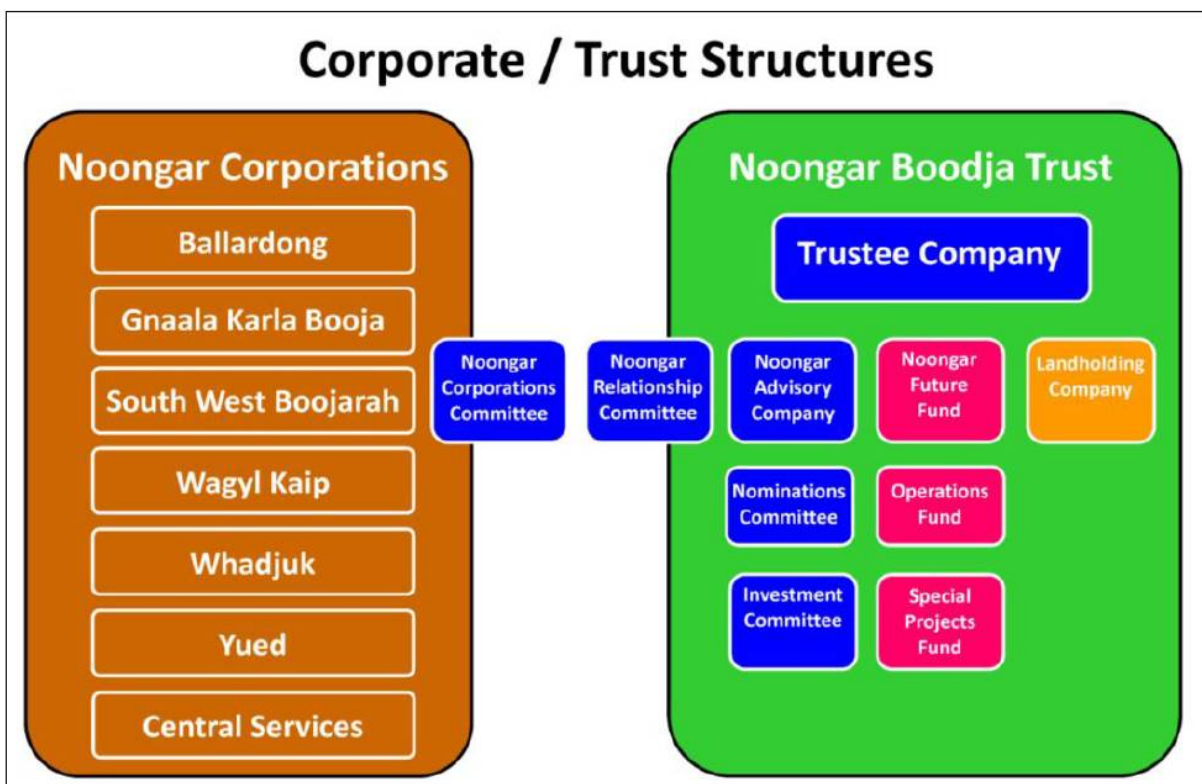 Corporate / Trust Structures
Noongar Corporations
Ballardong
Gnaala Karla Booja
South West Boojarah
Wagyl Kaip
Whadjuk
Yued
Central Services
Noongar
Corporations
Committee
Noongar
Relationship
Committee
Noongar Boodja Trust
Trustee Company
Noongar
Advisory
Company
Noongar
Future
Fund
Landholding
Company
Nominations
Committee
Operations
Fund
Investment
Committee
Special
Projects
Fund